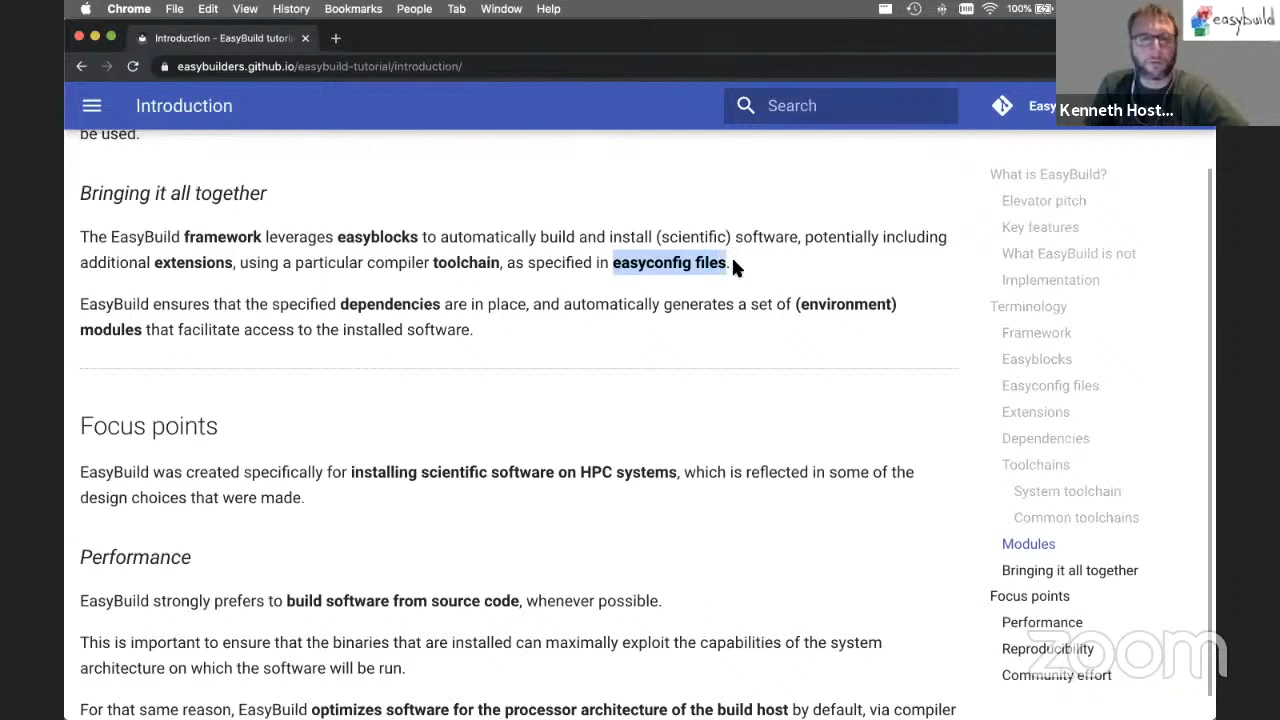 Chrome File Edit View History Bookmarks People Tab Window Help 100%
easybuild
Introduction - EasyBuild tutori
easybuilders.github.io/easybuild-tutorial/introduction/
Introduction
Search
Easy
Kenneth Host...
be used.
Bringing it all together
The EasyBuild framework leverages easyblocks to automatically build and install (scientific) software, potentially including
additional extensions, using a particular compiler toolchain, as specified in easyconfig files.
EasyBuild ensures that the specified dependencies are in place, and automatically generates a set of (environment)
modules that facilitate access to the installed software.
Focus points
EasyBuild was created specifically for installing scientific software on HPC systems, which is reflected in some of the
design choices that were made.
Performance
EasyBuild strongly prefers to build software from source code, whenever possible.
This is important to ensure that the binaries that are installed can maximally exploit the capabilities of the system
architecture on which the software will be run.
For that same reason, EasyBuild optimizes software for the processor architecture of the build host by default, via compiler
What is EasyBuild?
Elevator pitch
Key features
What EasyBuild is not
Implementation
Terminology
Framework
Easyblocks
Easyconfig files
Extensions
Dependencies
Toolchains
System toolchain
Common toolchains
Modules
Bringing it all together
Focus points
Performance
Reproducibility
Community effort
zoom